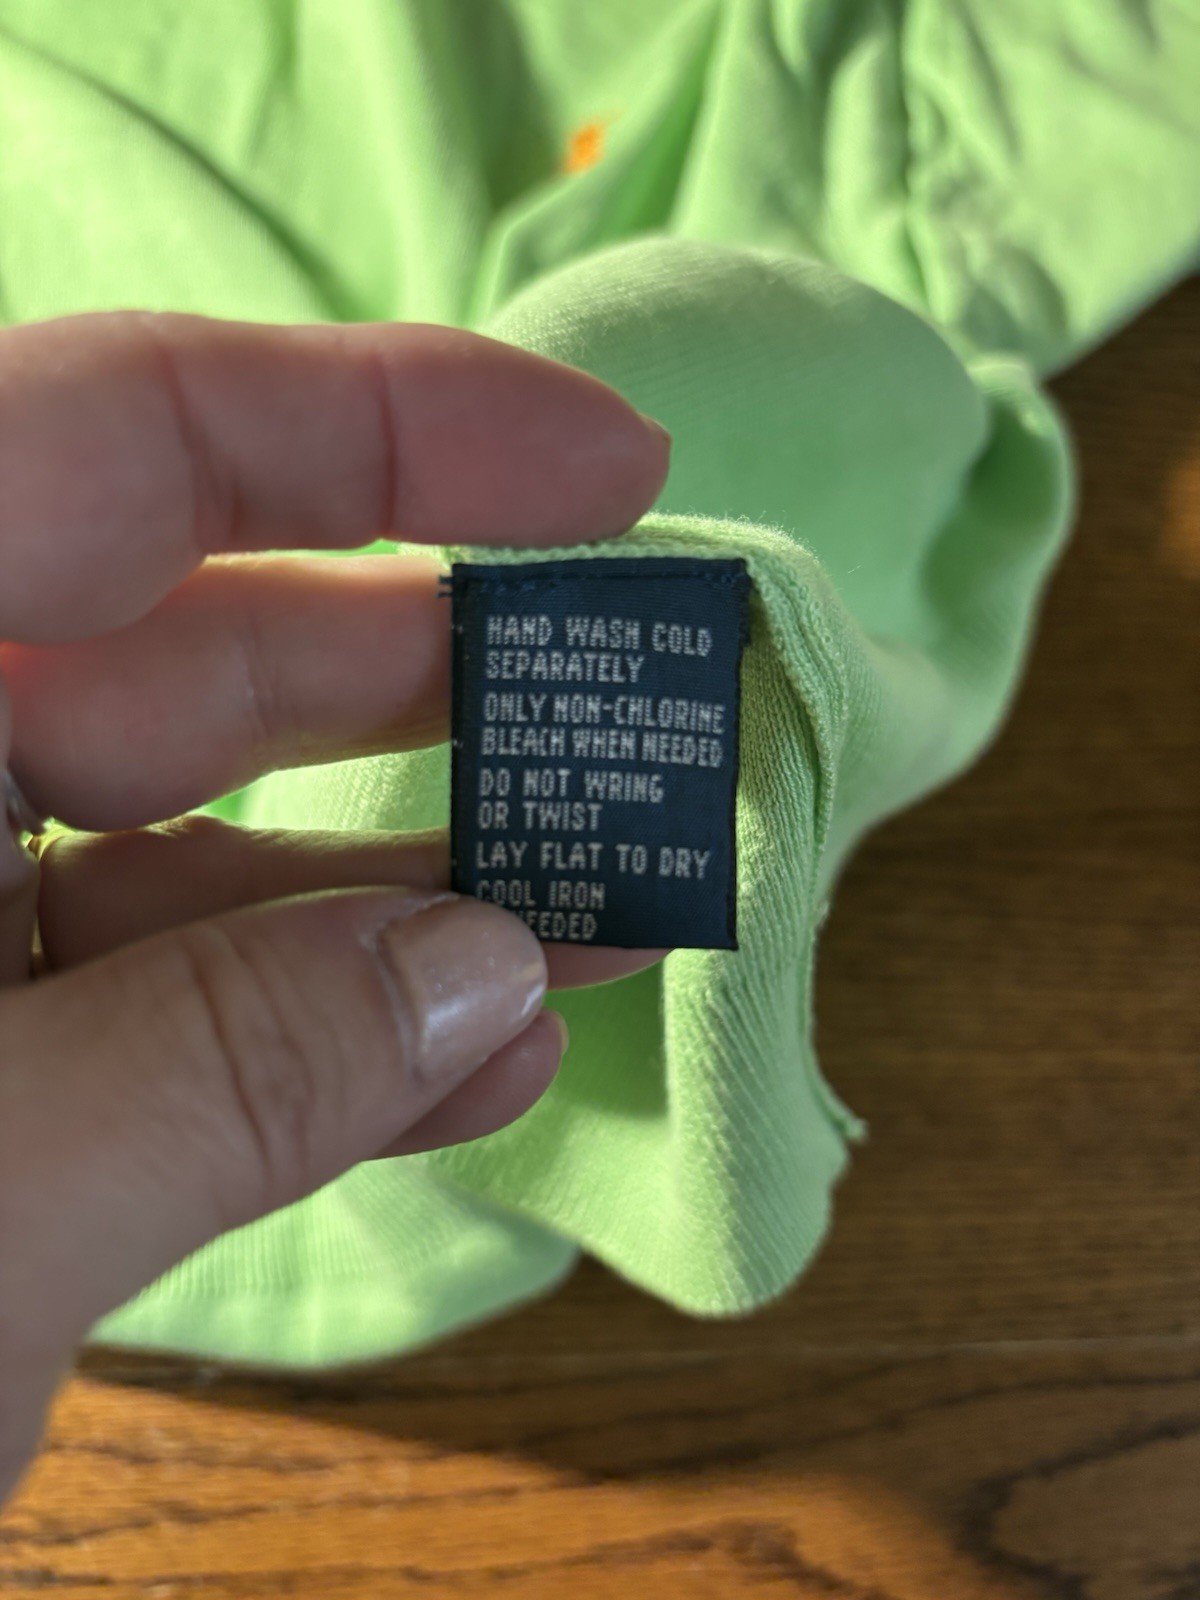 HAND WASH COLD
SEPARATELY
ONLY NON-CHLORINE
BLEACH WHEN NEEDED
DO NOT WRING
OR TWIST
LAY FLAT TO DRY
COOL IRON
NEEDED